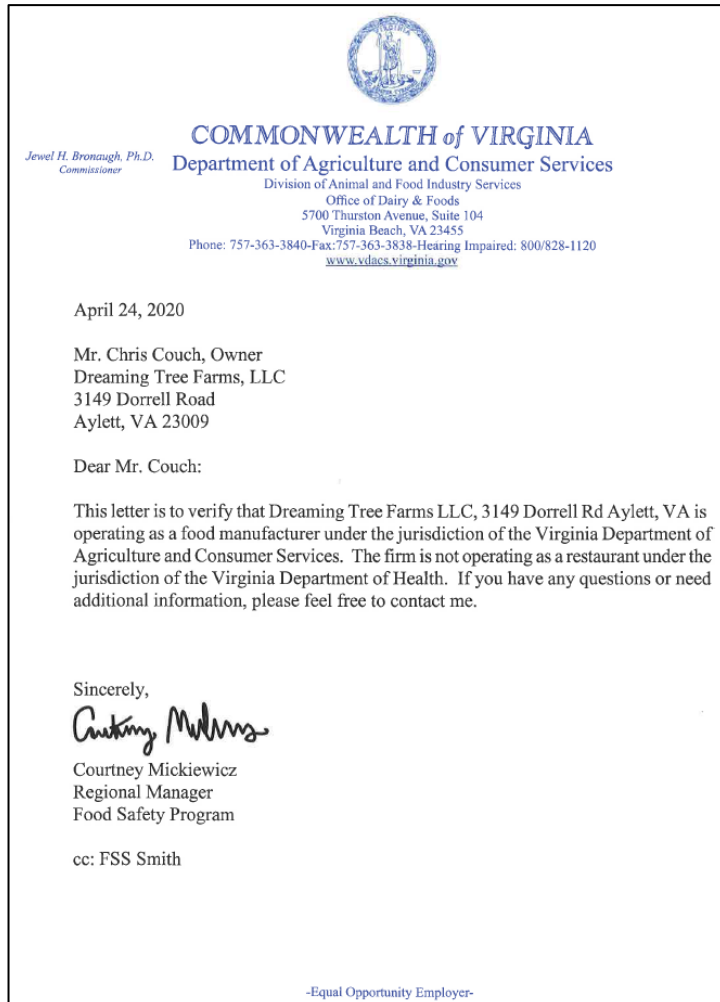 VIRGINIA
COMMONWEALTH of VIRGINIA
Jewel H. Bronaugh, Ph.D.
Commissioner
Department of Agriculture and Consumer Services
Division of Animal and Food Industry Services
Office of Dairy & Foods
5700 Thurston Avenue, Suite 104
Virginia Beach, VA 23455
Phone: 757-363-3840-Fax:757-363-3838-Hearing Impaired: 800/828-1120
www.vdacs.virginia.gov
April 24, 2020
Mr. Chris Couch, Owner
Dreaming Tree Farms, LLC
3149 Dorrell Road
Aylett, VA 23009
Dear Mr. Couch:
This letter is to verify that Dreaming Tree Farms LLC, 3149 Dorrell Rd Aylett, VA is
operating as a food manufacturer under the jurisdiction of the Virginia Department of
Agriculture and Consumer Services.  The firm is not operating as a restaurant under the
jurisdiction of the Virginia Department of Health.  If you have any questions or need
additional information, please feel free to contact me.
Sincerely,
Courtney Mickiewicz
Regional Manager
Food Safety Program
cc: FSS Smith
-Equal Opportunity Employer-